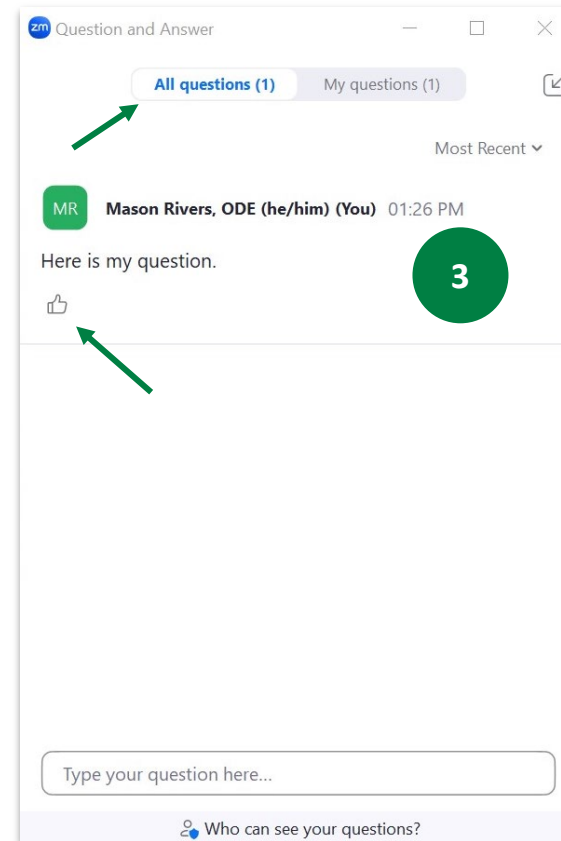 zm Question and Answer
All questions (1) My questions (1)
Most Recent
MR Mason Rivers, ODE (he/him) (You) 01:26 PM
Here is my question.
3
Type your question here...
Who can see your questions?